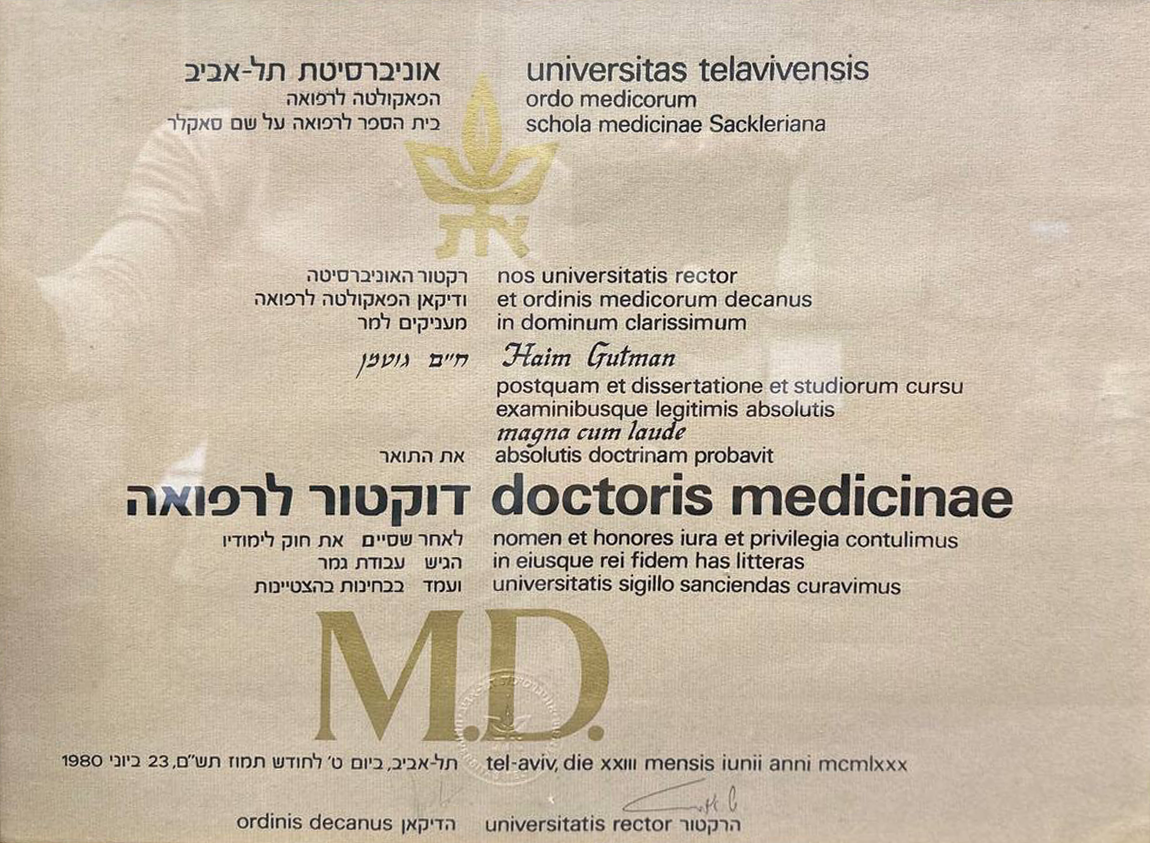 אוניברסיטת תל-אביב
הפאקולטה לרפואה
בית הספר לרפואה על שם סאקלר
universitas telavivensis
ordo medicorum
schola medicinae Sackleriana
את
רקטור האוניברסיטה
ודיקאן הפאקולטה לרפואה
מעניקים למר
חיים גוטמן
את התואר
דוקטור לרפואה
לאחר שסיים את חוק לימודיו
הגיש עבודת גמר
ועמד בבחינות בהצטיינות
nos universitatis rector
et ordinis medicorum decanus
in dominum clarissimum
Haim Gutman
postquam et dissertatione et studiorum cursu
examinibusque legitimis absolutis
magna cum laude
absolutis doctrinam probavit
doctoris medicinae
nomen et honores iura et privilegia contulimus
in eiusque rei fidem has litteras
universitatis sigillo sanciendas curavimus
M.D.
תל-אביב, ביום ט' לחודש תמוז תש"ם, 23 ביוני 1980
tel-aviv, die xxııı mensis iunii anni mcmlxxx
ordinis decanus הדיקאן
universitatis rector הרקטור